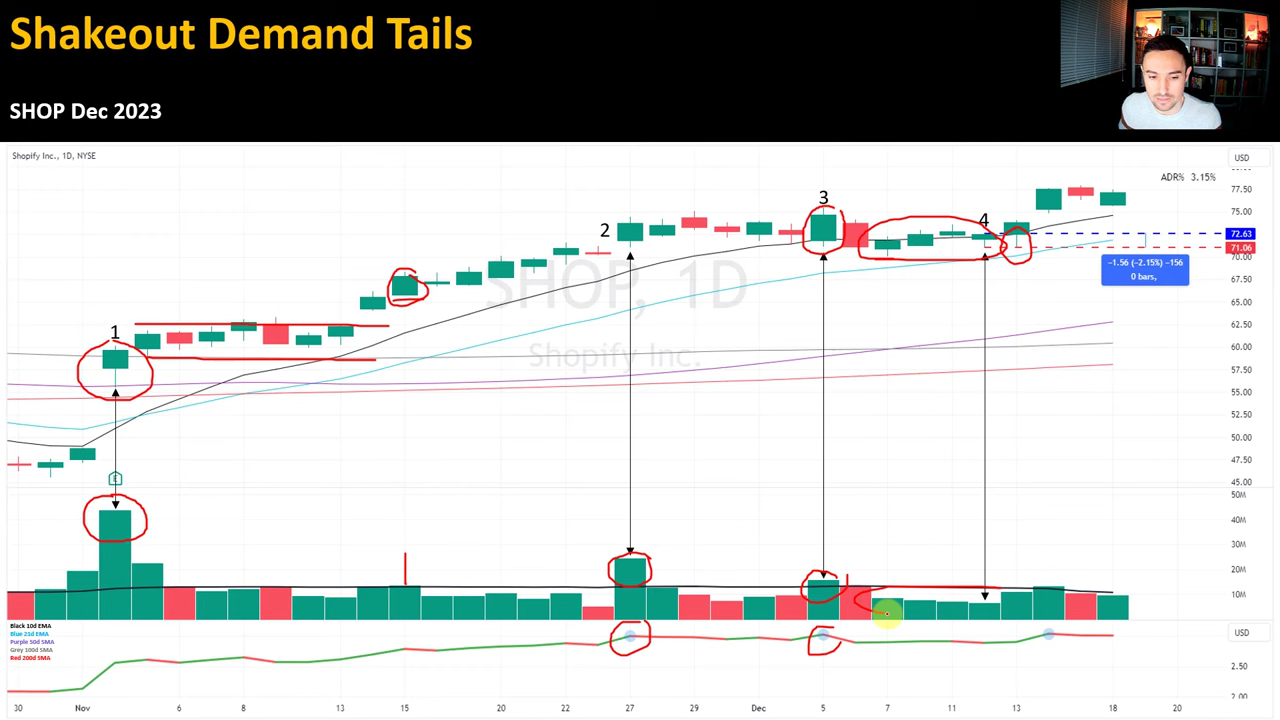 Shakeout Demand Tails
SHOP Dec 2023
Shopify Inc., 1D, NYSE
USD
ADR% 3.15%
77.50
75.00
72.63
71.06
70.00
67.50
65.00
62.50
60.00
57.50
55.00
52.50
50.00
47.50
45.00
1
2
3
4
−1.56 (−2.15%) −156
0 bars,
SHOP, 1D
Shopify Inc.
E
50M
40M
30M
20M
10M
Black 10d EMA
Blue 21d EMA
Purple 50d SMA
Grey 100d SMA
Red 200d SMA
USD
2.50
2.00
30 Nov 6 8 13 15 20 22 27 29 Dec 5 7 11 13 18 20